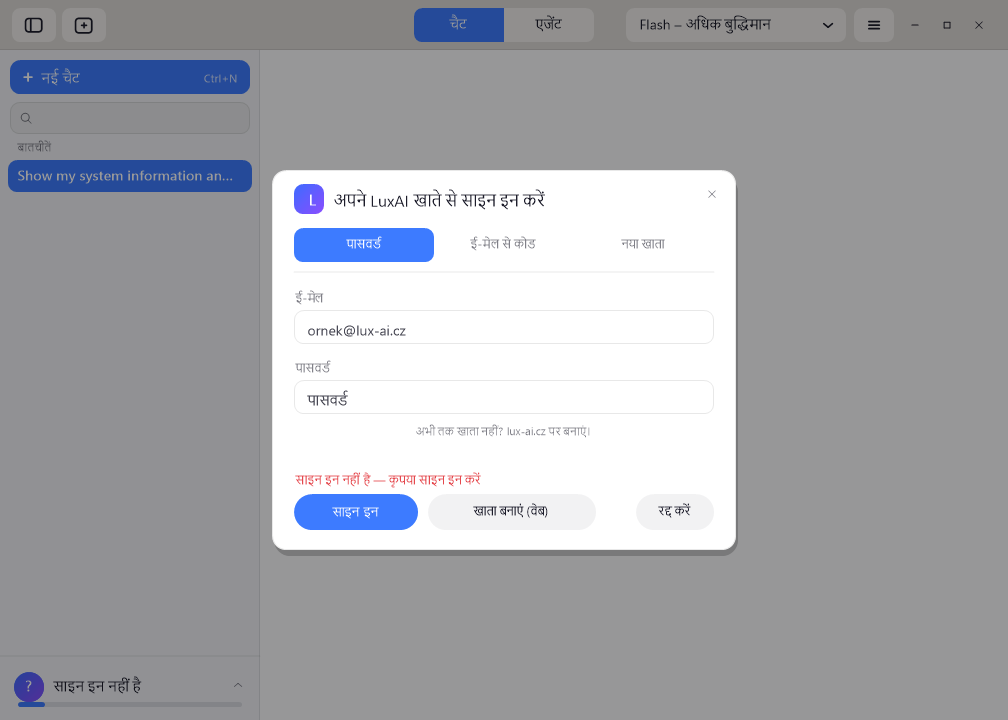 चैट
एजेंट
Flash – अधिक बुद्धिमान
नई चैट
Ctrl+N
बातचीतें
Show my system information an...
L
अपने LuxAI खाते से साइन इन करें
पासवर्ड
ई-मेल से कोड
नया खाता
ई-मेल
ornek@lux-ai.cz
पासवर्ड
पासवर्ड
अभी तक खाता नहीं? lux-ai.cz पर बनाएं।
साइन इन नहीं है — कृपया साइन इन करें
साइन इन
खाता बनाएं (वेब)
रद्द करें
?
साइन इन नहीं है